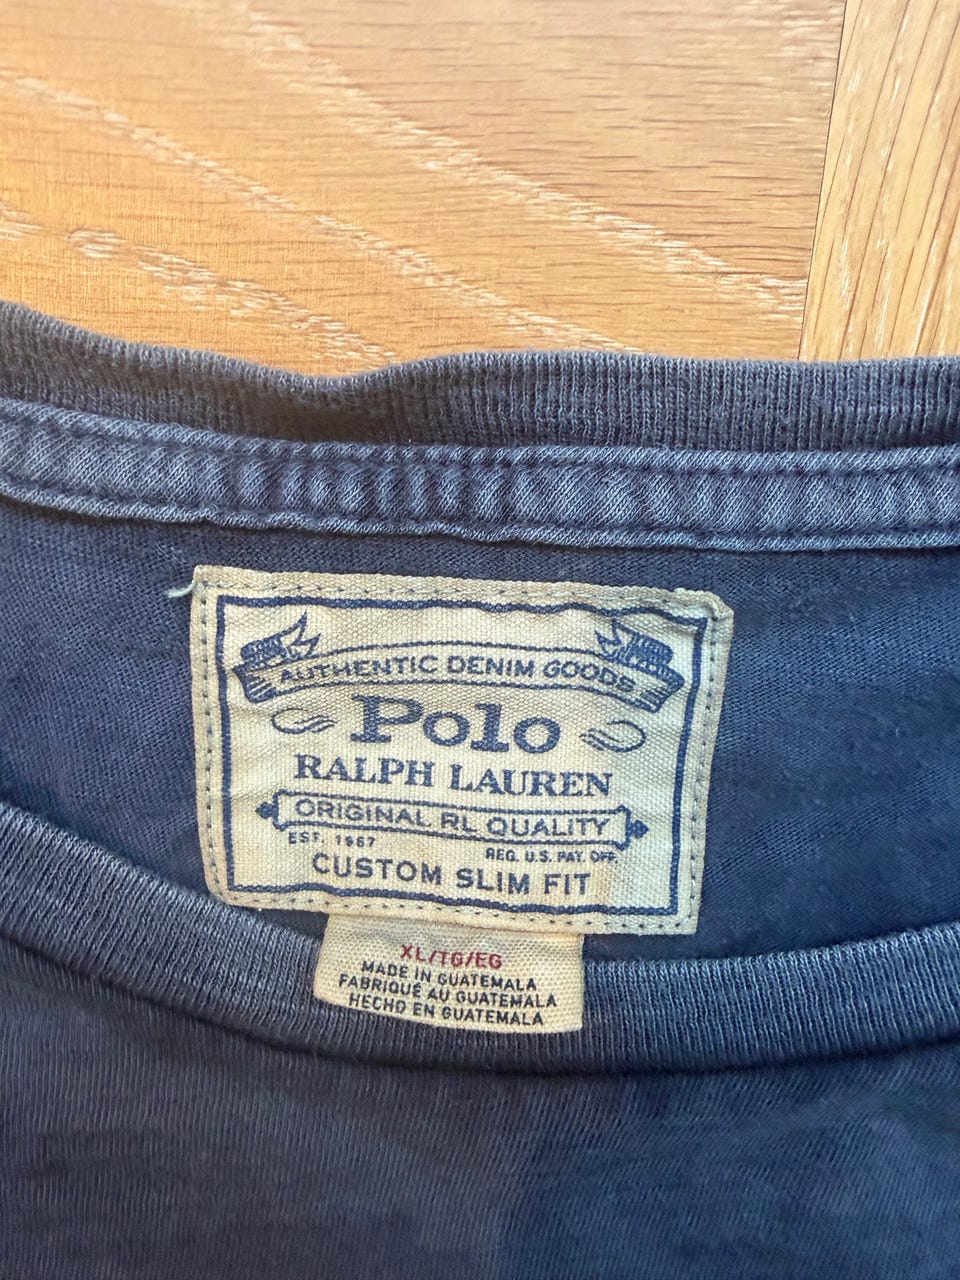 AUTHENTIC DENIM GOODS
Polo
RALPH LAUREN
ORIGINAL RL QUALITY
EST. 1967 REG. U.S. PAT. OFF.
CUSTOM SLIM FIT
XL/TG/EG
MADE IN GUATEMALA
FABRIQUÉ AU GUATEMALA
HECHO EN GUATEMALA